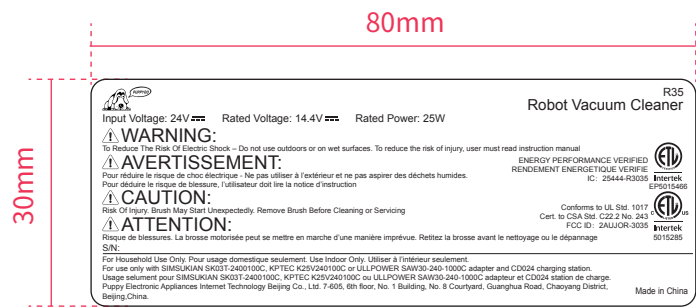 80mm
30mm
PUPPYOO
R35
Robot Vacuum Cleaner
Input Voltage: 24V Rated Voltage: 14.4V Rated Power: 25W
WARNING:
To Reduce The Risk Of Electric Shock – Do not use outdoors or on wet surfaces. To reduce the risk of injury, user must read instruction manual
AVERTISSEMENT:
Pour réduire le risque de choc électrique - Ne pas utiliser à l'extérieur et ne pas aspirer des déchets humides.
Pour déduire le risque de blessure, l'utilisateur doit lire la notice d'instruction
CAUTION:
Risk Of Injury. Brush May Start Unexpectedly. Remove Brush Before Cleaning or Servicing
ATTENTION:
Risque de blessures. La brosse motorisée peut se mettre en marche d'une manière imprévue. Retitez la brosse avant le nettoyage ou le dépannage
S/N:
ENERGY PERFORMANCE VERIFIED
RENDEMENT ENERGETIQUE VERIFÉ
IC: 25444-R3035
ETL
Intertek
EP5015466
Conforms to UL Std. 1017
Cert. to CSA Std. C22.2 No. 243
FCC ID: 2AUJOR-3035
c ETL us
Intertek
5015285
For Household Use Only. Pour usage domestique seulement. Use Indoor Only. Utiliser à l'intérieur seulement.
For use only with SIMSUKIAN SK03T-2400100C, KPTEC K25V240100C or ULLPOWER SAW30-240-1000C adapter and CD024 charging station.
Usage selument pour SIMSUKIAN SK03T-2400100C, KPTEC K25V240100C ou ULLPOWER SAW30-240-1000C adapteur et CD024 station de charge.
Puppy Electronic Appliances Internet Technology Beijing Co., Ltd. 7-605, 6th floor, No. 1 Building, No. 8 Courtyard, Guanghua Road, Chaoyang District,
Beijing,China.
Made in China